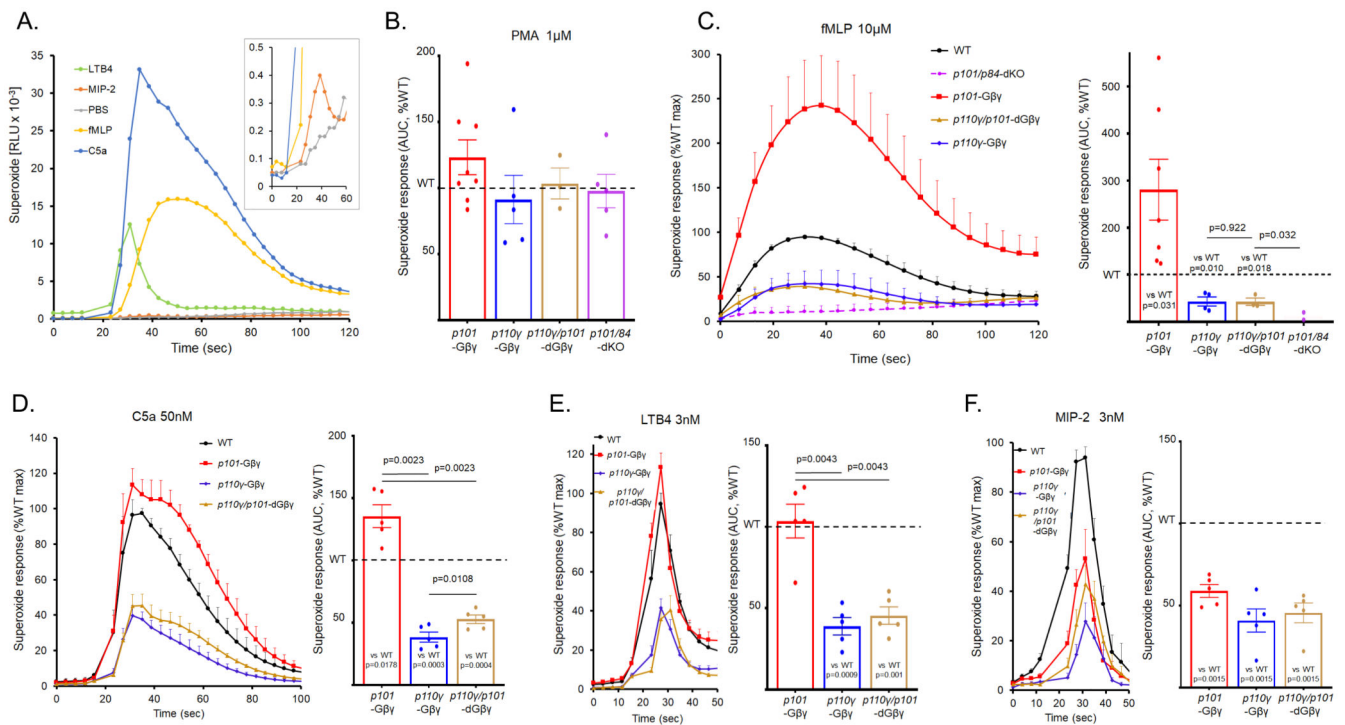 A.
Superoxide [RLU x 10⁻³]
35
30
25
20
15
10
5
0
LTB4
MIP-2
PBS
fMLP
C5a
0.5
0.4
0.3
0.2
0.1
0
0 20 40 60
0 20 40 60 80 100 120
Time (sec)
B.
PMA 1µM
Superoxide response (AUC, %WT)
200
150
WT
50
p101 -Gβγ
p110γ -Gβγ
p110γ/p101 -dGβγ
p101/84 -dKO
C.
fMLP 10µM
Superoxide response (%WT max)
300
250
200
150
100
50
0
WT
p101/p84-dKO
p101-Gβγ
p110γ/p101-dGβγ
p110γ-Gβγ
0 20 40 60 80 100 120
Time (sec)
Superoxide response (AUC, %WT)
500
400
300
200
WT
p=0.922
p=0.032
vs WT
p=0.010
vs WT
p=0.018
vs WT
p=0.031
p101 -Gβγ
p110γ -Gβγ
p110γ/p101 -dGβγ
p101/84 -dKO
D.
C5a 50nM
Superoxide response (%WT max)
140
120
100
80
60
40
20
0
WT
p101-Gβγ
p110γ-Gβγ
p110γ/p101-dGβγ
0 20 40 60 80 100
Time (sec)
Superoxide response (AUC, %WT)
200
150
WT
50
p=0.0023
p=0.0023
p=0.0108
vs WT
p=0.0178
vs WT
p=0.0003
vs WT
p=0.0004
p101 -Gβγ
p110γ -Gβγ
p110γ/p101 -dGβγ
E.
LTB4 3nM
Superoxide response (%WT max)
120
100
80
60
40
20
0
WT
p101-Gβγ
p110γ-Gβγ
p110γ/
p101-dGβγ
0 10 20 30 40 50
Time (sec)
Superoxide response (AUC, %WT)
150
WT
50
p=0.0043
p=0.0043
vs WT
p=0.0009
vs WT
p=0.001
p101 -Gβγ
p110γ -Gβγ
p110γ/p101 -dGβγ
F.
MIP-2 3nM
Superoxide response (%WT max)
100
80
60
40
20
0
WT
p101-Gβγ
p110γ
-Gβγ
p110γ
/p101
-dGβγ
0 10 20 30 40 50
Time (sec)
Superoxide response (AUC, %WT)
150
WT
50
vs WT
p=0.0015
vs WT
p=0.0015
vs WT
p=0.0015
p101 -Gβγ
p110γ -Gβγ
p110γ/p101 -dGβγ